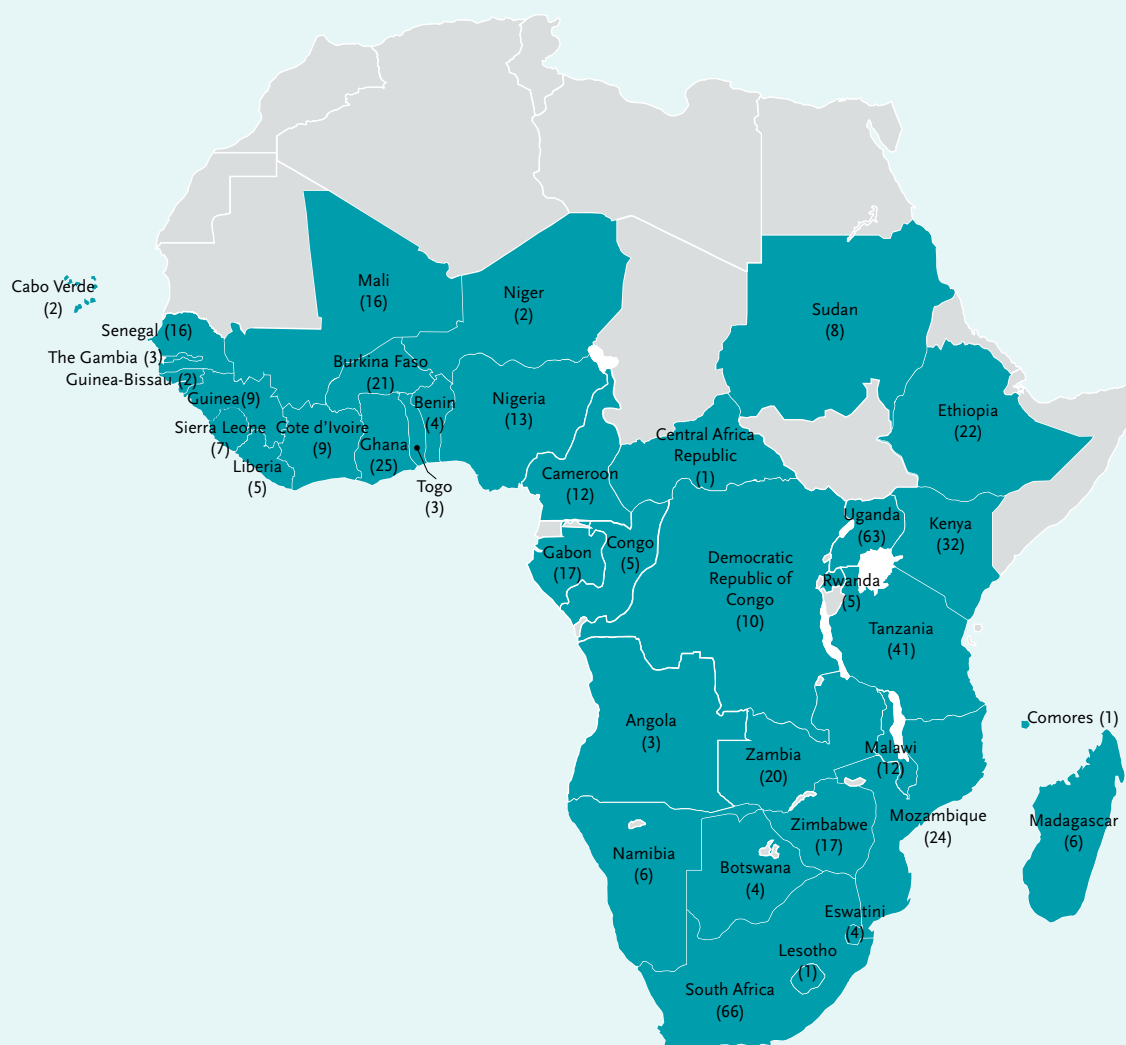 Cabo Verde
(2)
Mali
(16)
Niger
(2)
Sudan
(8)
Senegal (16)
The Gambia (3)
Guinea-Bissau (2)
Guinea(9)
Burkina Faso
(21)
Benin
(4)
Nigeria
(13)
Ethiopia
(22)
Sierra Leone
(7)
Cote d’Ivoire
(9)
Ghana
(25)
Liberia
(5)
Togo
(3)
Cameroon
(12)
Central Africa
Republic
(1)
Uganda
(63)
Kenya
(32)
Gabon
(17)
Congo
(5)
Democratic
Republic of
Congo
(10)
Rwanda
(5)
Tanzania
(41)
Angola
(3)
Zambia
(20)
Malawi
(12)
Comores (1)
Mozambique
(24)
Madagascar
(6)
Zimbabwe
(17)
Namibia
(6)
Botswana
(4)
Eswatini
(4)
Lesotho
(1)
South Africa
(66)